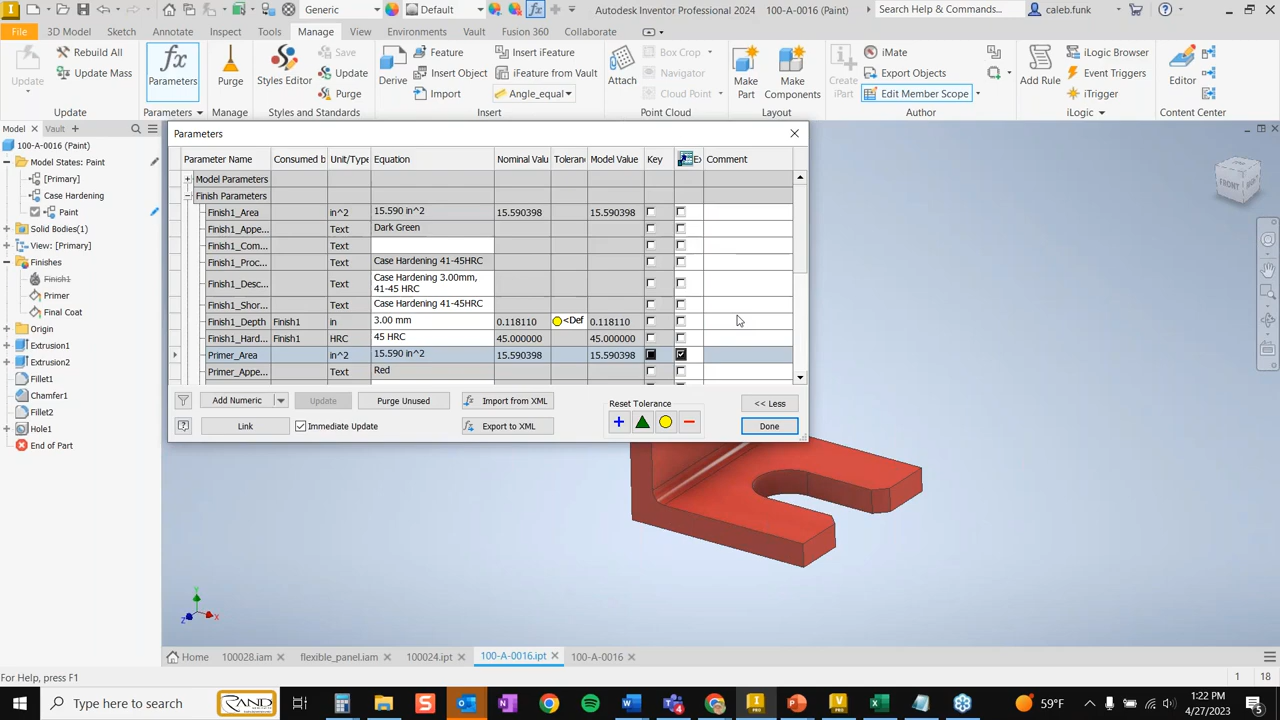 Generic
Default
Autodesk Inventor Professional 2024 100-A-0016 (Paint)
Search Help & Commands...
caleb.funk
File 3D Model Sketch Annotate Inspect Tools Manage View Environments Vault Fusion 360 Collaborate
Update
Rebuild All
Update Mass
Parameters
Purge
Styles Editor
Save
Update
Purge
Derive
Feature
Insert Object
Import
Insert iFeature
iFeature from Vault
Angle_equal
Attach
Box Crop
Navigator
Make Part
Make Components
Create iPart
iMate
Export Objects
Edit Member Scope
Add Rule
iLogic Browser
Event Triggers
iTrigger
Editor
Update Parameters Styles and Standards Insert Point Cloud Layout Author iLogic Content Center
Model Vault
100-A-0016 (Paint)
Model States: Paint
[Primary]
Case Hardening
Paint
Solid Bodies(1)
View: [Primary]
Finishes
Finish1
Primer
Final Coat
Origin
Extrusion1
Extrusion2
Fillet1
Chamfer1
Fillet2
Hole1
End of Part
Parameters
Parameter Name Consumed b Unit/Type Equation Nominal Valu Toleran Model Value Key Ex Comment
Model Parameters
Finish Parameters
Finish1_Area in^2 15.590 in^2 15.590398 15.590398
Finish1_Appe... Text Dark Green
Finish1_Com... Text
Finish1_Proc... Text Case Hardening 41-45HRC
Finish1_Desc... Text Case Hardening 3.00mm, 41-45 HRC
Finish1_Shor... Text Case Hardening 41-45HRC
Finish1_Depth Finish1 in 3.00 mm 0.118110 <Def 0.118110
Finish1_Hard... Finish1 HRC 45 HRC 45.000000 45.000000
Primer_Area in^2 15.590 in^2 15.590398 15.590398
Primer_Appe... Text Red
Add Numeric Update Purge Unused Import from XML Reset Tolerance << Less
Link Immediate Update Export to XML Done
FRONT
Y
Z
X
Home 100028.iam flexible_panel.iam 100024.ipt 100-A-0016.ipt 100-A-0016
For Help, press F1
1 18
Type here to search
RAND
59°F
1:22 PM
4/27/2023